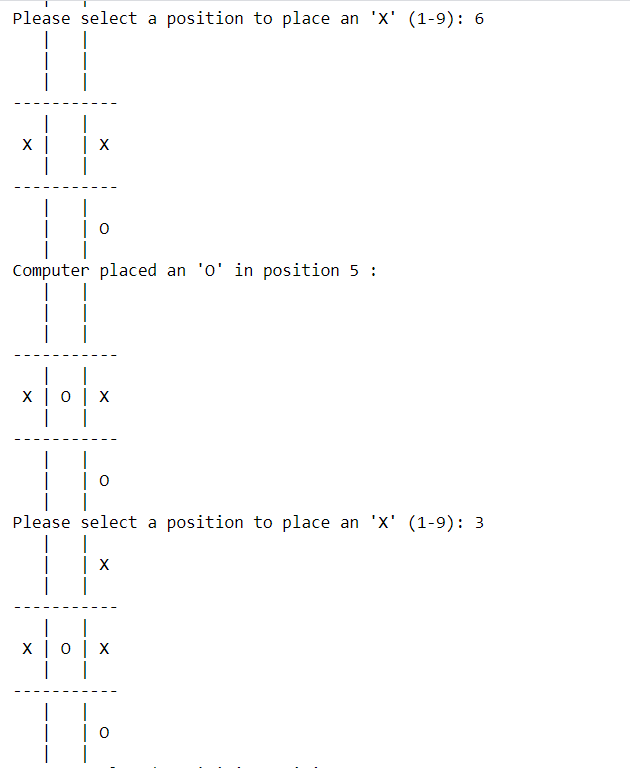 Please select a position to place an 'X' (1-9): 6
| |
| |
| |
-----------
| |
X | | X
| |
-----------
| |
| | O
| |
Computer placed an 'O' in position 5 :
| |
| |
| |
-----------
| |
X | O | X
| |
-----------
| |
| | O
| |
Please select a position to place an 'X' (1-9): 3
| |
| | X
| |
-----------
| |
X | O | X
| |
-----------
| |
| | O
| |